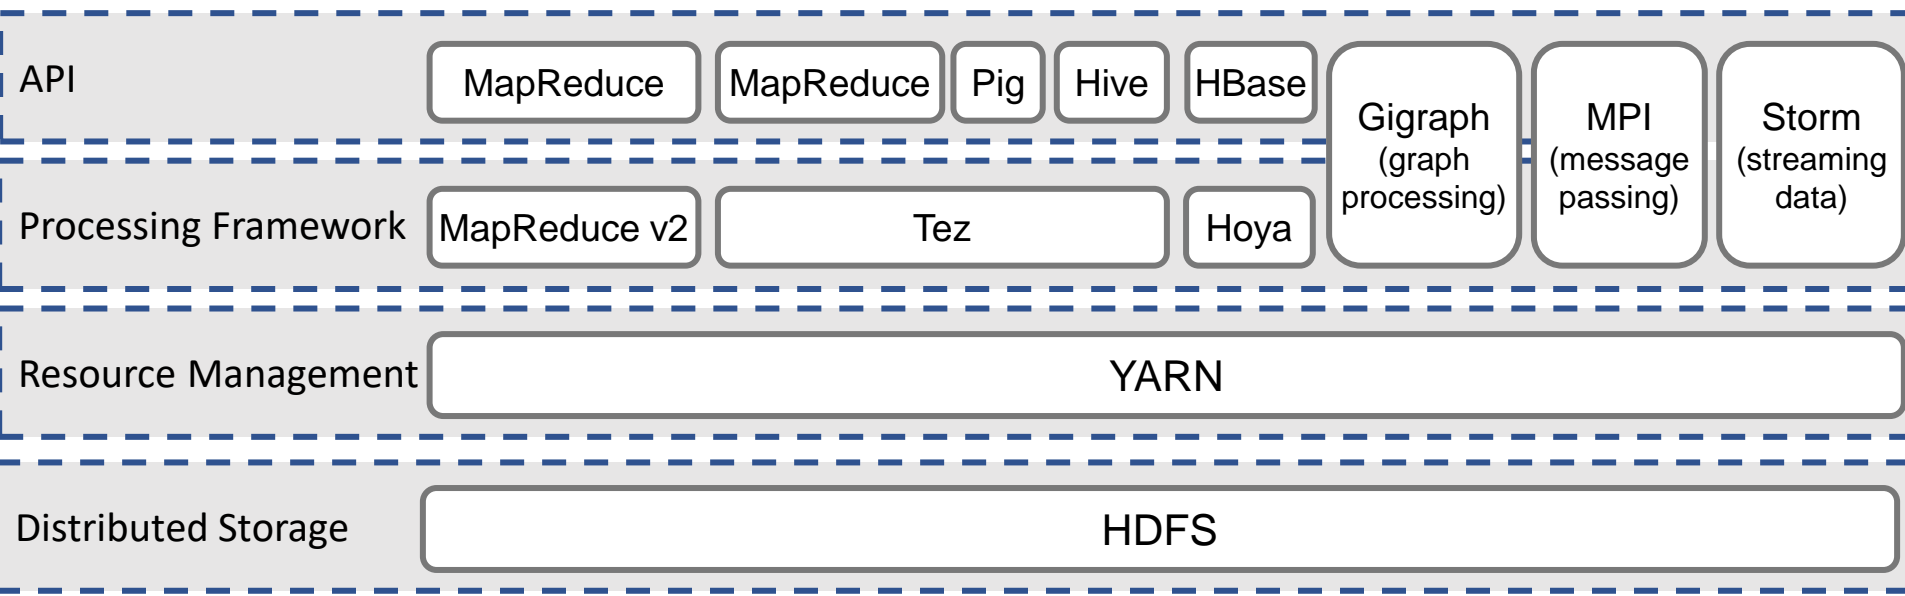 API
MapReduce
MapReduce
Pig
Hive
HBase
Gigraph
(graph
processing)
MPI
(message
passing)
Storm
(streaming
data)
Processing Framework
MapReduce v2
Tez
Hoya
Resource Management
YARN
Distributed Storage
HDFS